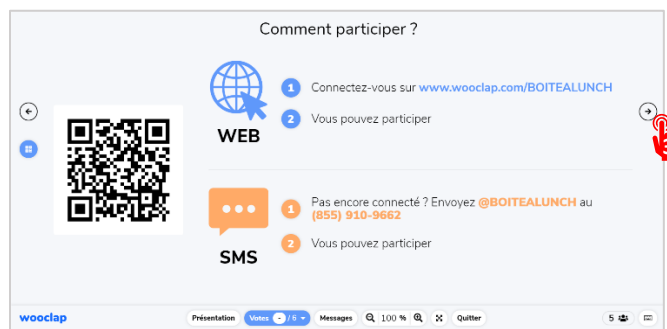 Comment participer ?
WEB
1 Connectez-vous sur www.wooclap.com/BOITEALUNCH
2 Vous pouvez participer
SMS
1 Pas encore connecté ? Envoyez @BOITEALUNCH au
(855) 910-9662
2 Vous pouvez participer
wooclap Présentation Votes - / 6 Messages 100 % Quitter 5